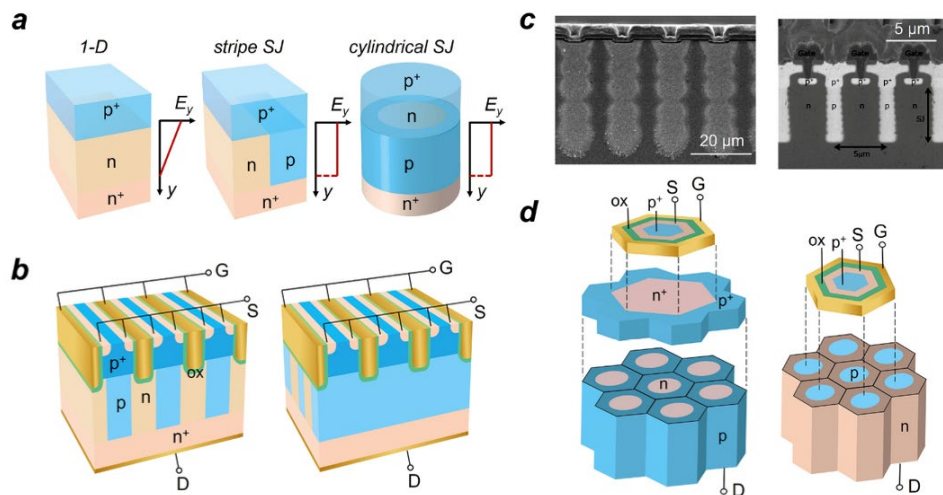 a
1-D
stripe SJ
cylindrical SJ
p⁺
n
n⁺
E_y
y
p⁺
n
p
n⁺
E_y
y
p⁺
n
p
n⁺
E_y
y
b
G
S
p⁺
ox
p
n
n⁺
D
G
S
D
c
20 μm
5 μm
Gate
Gate
Gate
p⁺
p⁺
p⁺
p⁺
p⁺
n
p
n
p
n
SJ
5μm
d
ox
p⁺
S
G
n⁺
p⁺
n
p
D
ox
p⁺
S
G
p
n
D